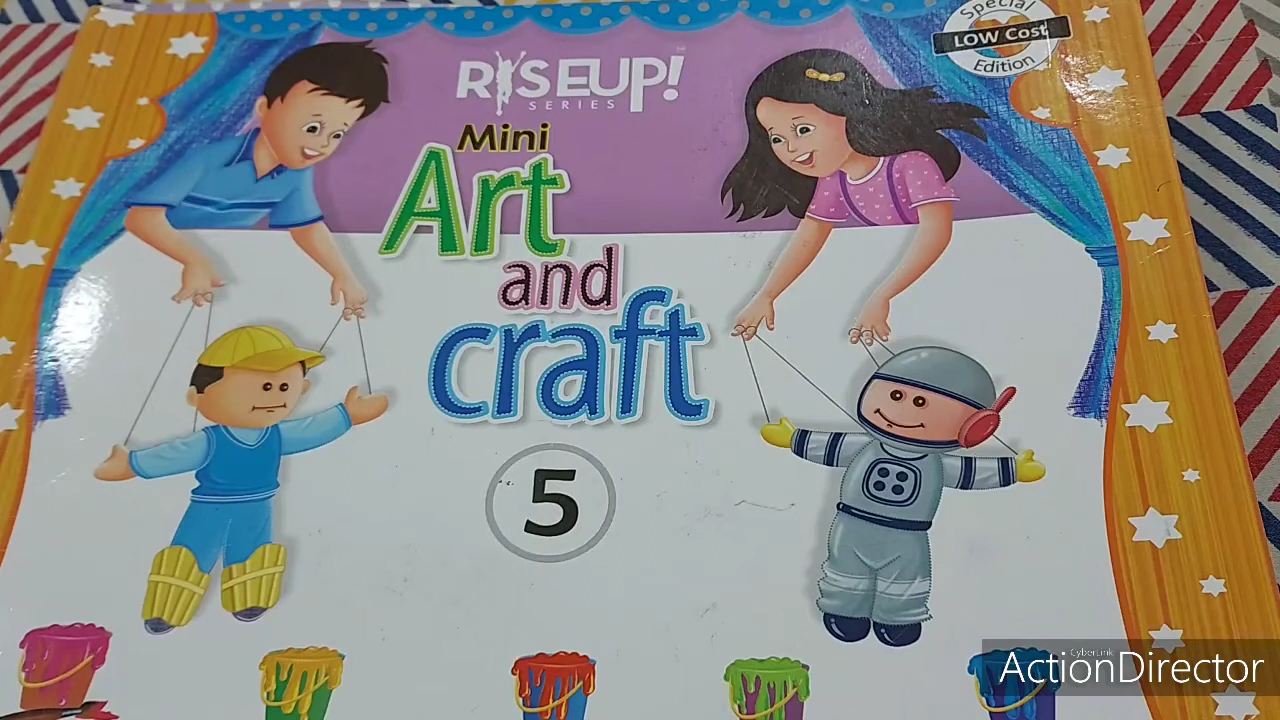 Special
LOW Cost
Edition
RISEUP!
SERIES
Mini
Art
and
craft
5
CyberLink
ActionDirector